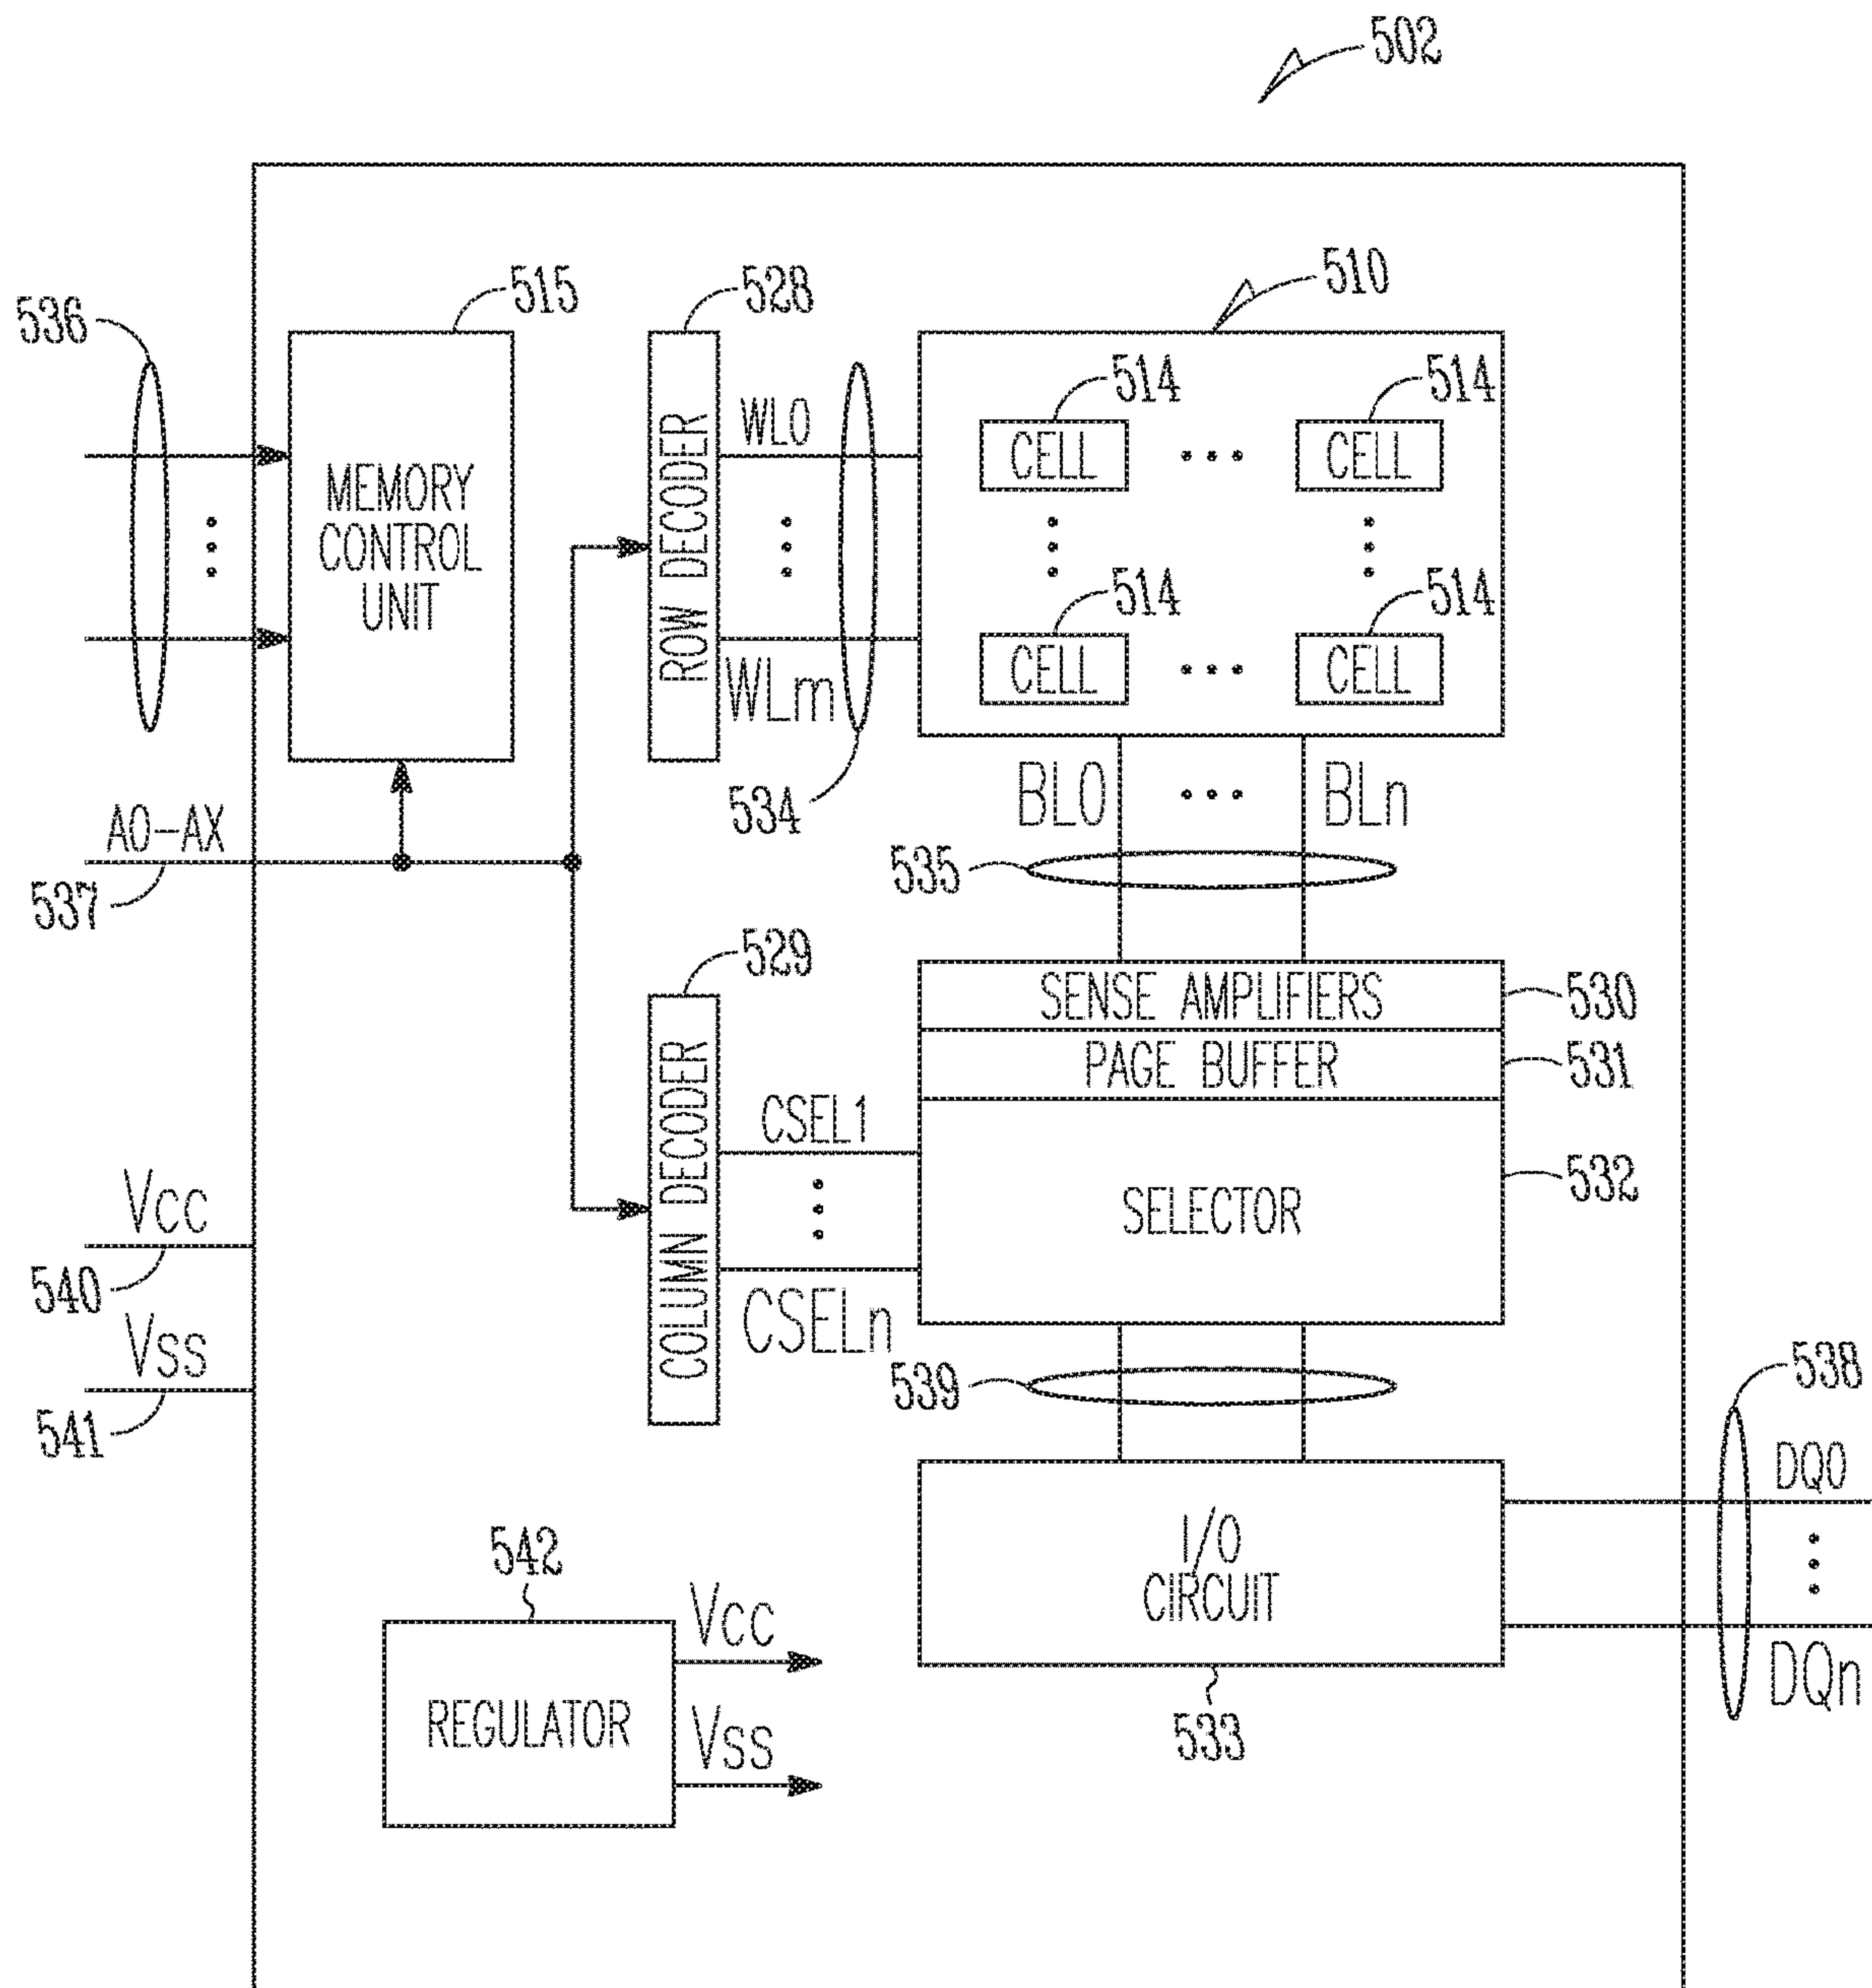 502
536
515
528
510
MEMORY
CONTROL
UNIT
ROW DECODER
WL0
WLm
534
514
514
CELL
CELL
514
514
CELL
CELL
BL0
BLn
535
A0-AX
537
529
COLUMN DECODER
CSEL1
CSELn
SENSE AMPLIFIERS
530
PAGE BUFFER
531
SELECTOR
532
Vcc
540
Vss
541
539
538
DQ0
DQn
I/O
CIRCUIT
533
542
REGULATOR
Vcc
Vss